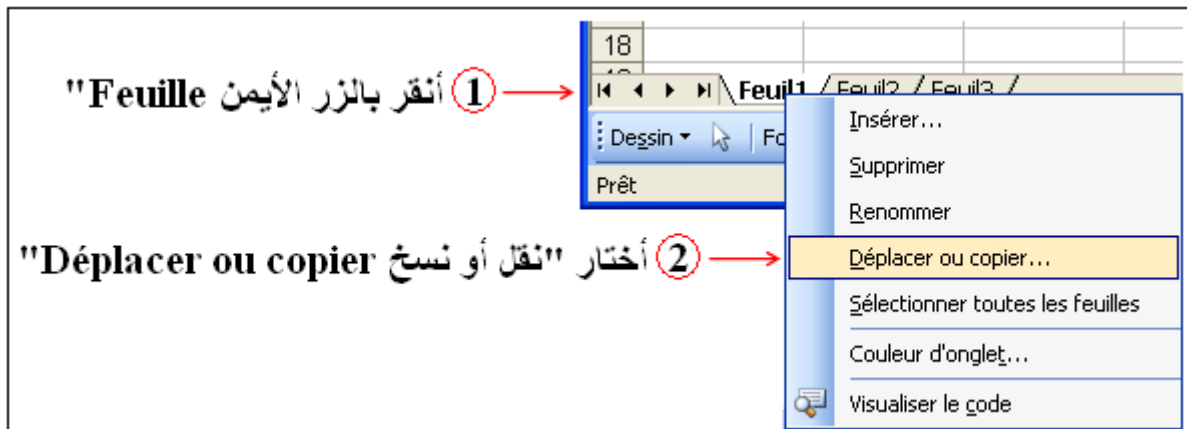 18
① أنقر بالزر الأيمن Feuille"
Feuil1 / Feuil2 / Feuil3 /
Dessin
Prêt
Insérer...
Supprimer
Renommer
② أختار "نقل أو نسخ Déplacer ou copier"
Déplacer ou copier...
Sélectionner toutes les feuilles
Couleur d'onglet...
Visualiser le code